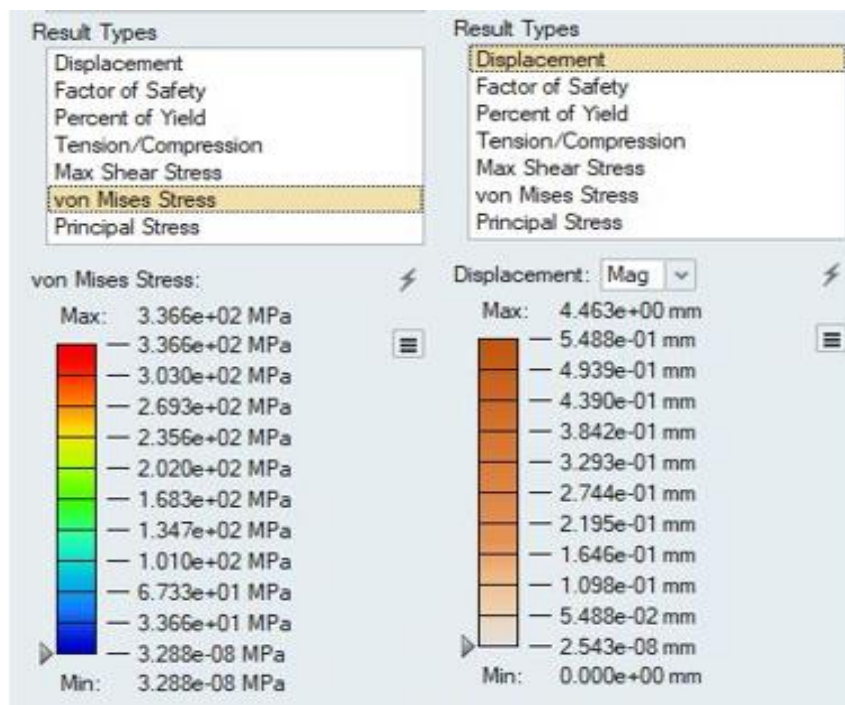 Result Types
Displacement
Factor of Safety
Percent of Yield
Tension/Compression
Max Shear Stress
von Mises Stress
Principal Stress
von Mises Stress:
Max: 3.366e+02 MPa
3.366e+02 MPa
3.030e+02 MPa
2.693e+02 MPa
2.356e+02 MPa
2.020e+02 MPa
1.683e+02 MPa
1.347e+02 MPa
1.010e+02 MPa
6.733e+01 MPa
3.366e+01 MPa
3.288e-08 MPa
Min: 3.288e-08 MPa
Result Types
Displacement
Factor of Safety
Percent of Yield
Tension/Compression
Max Shear Stress
von Mises Stress
Principal Stress
Displacement: Mag
Max: 4.463e+00 mm
5.488e-01 mm
4.939e-01 mm
4.390e-01 mm
3.842e-01 mm
3.293e-01 mm
2.744e-01 mm
2.195e-01 mm
1.646e-01 mm
1.098e-01 mm
5.488e-02 mm
2.543e-08 mm
Min: 0.000e+00 mm